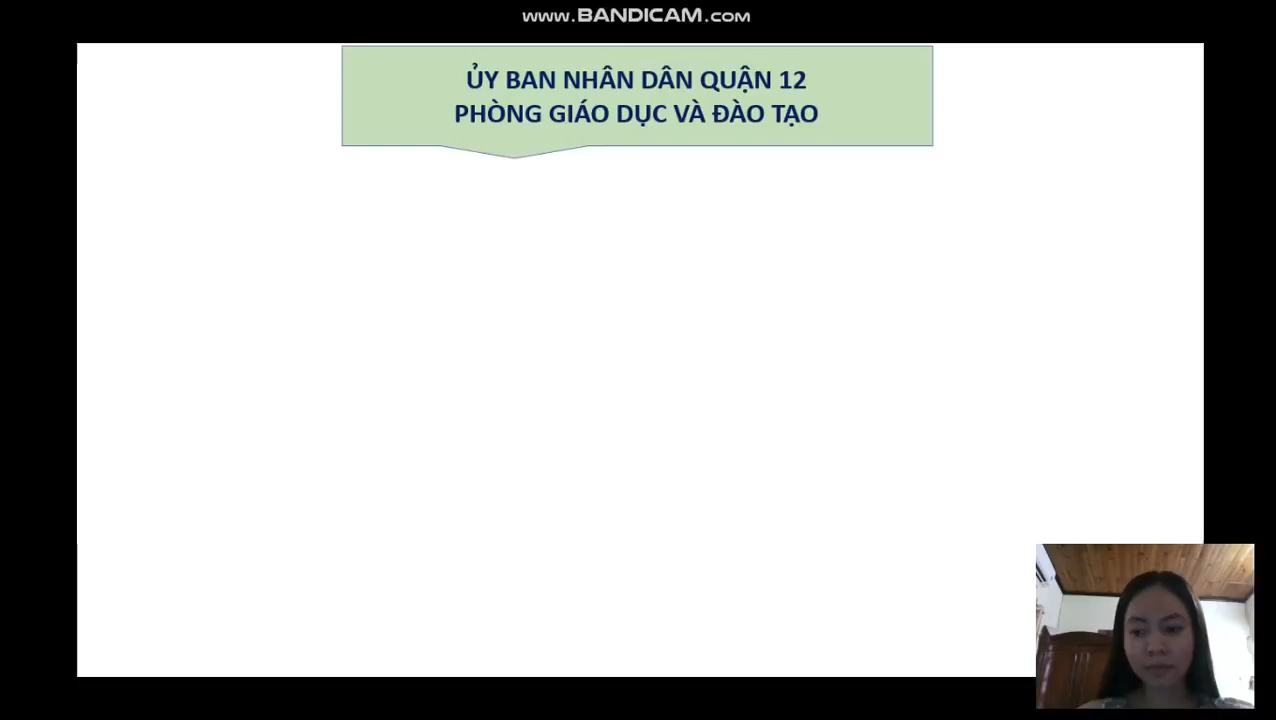 www.BANDICAM.com
ỦY BAN NHÂN DÂN QUẬN 12
PHÒNG GIÁO DỤC VÀ ĐÀO TẠO